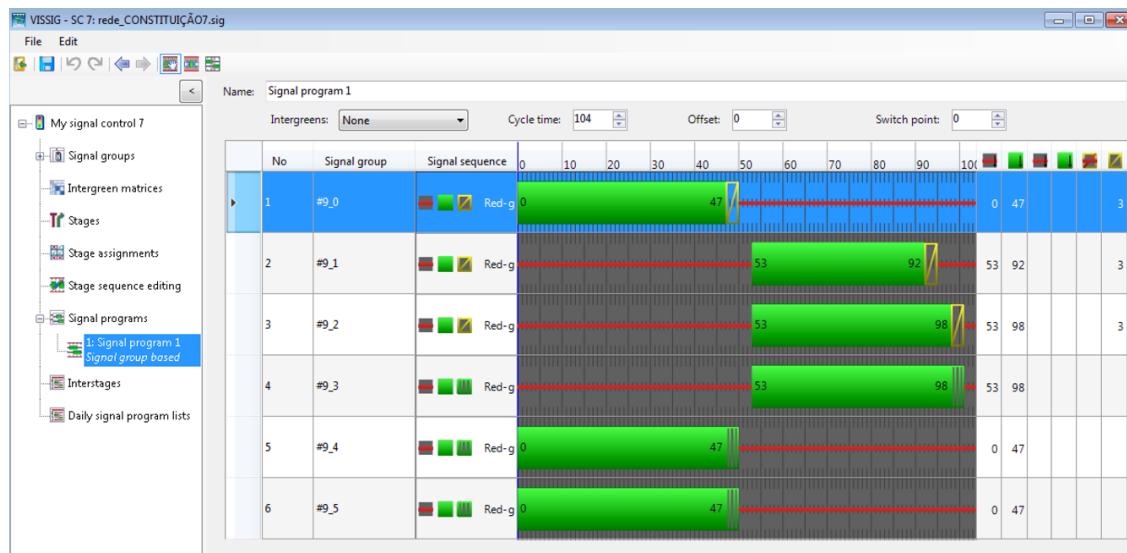 VISSIG - SC 7: rede_CONSTITUIÇÃO7.sig
File Edit
<
Name: Signal program 1
Intergreens: None Cycle time: 104 Offset: 0 Switch point: 0
My signal control 7
Signal groups
Intergreen matrices
Stages
Stage assignments
Stage sequence editing
Signal programs
1: Signal program 1
Signal group based
Interstages
Daily signal program lists
No Signal group Signal sequence 0 10 20 30 40 50 60 70 80 90 100
1 #9_0 Red-g 0 47 0 47 3
2 #9_1 Red-g 53 92 53 92 3
3 #9_2 Red-g 53 98 53 98 3
4 #9_3 Red-g 53 98 53 98
5 #9_4 Red-g 0 47 0 47
6 #9_5 Red-g 0 47 0 47